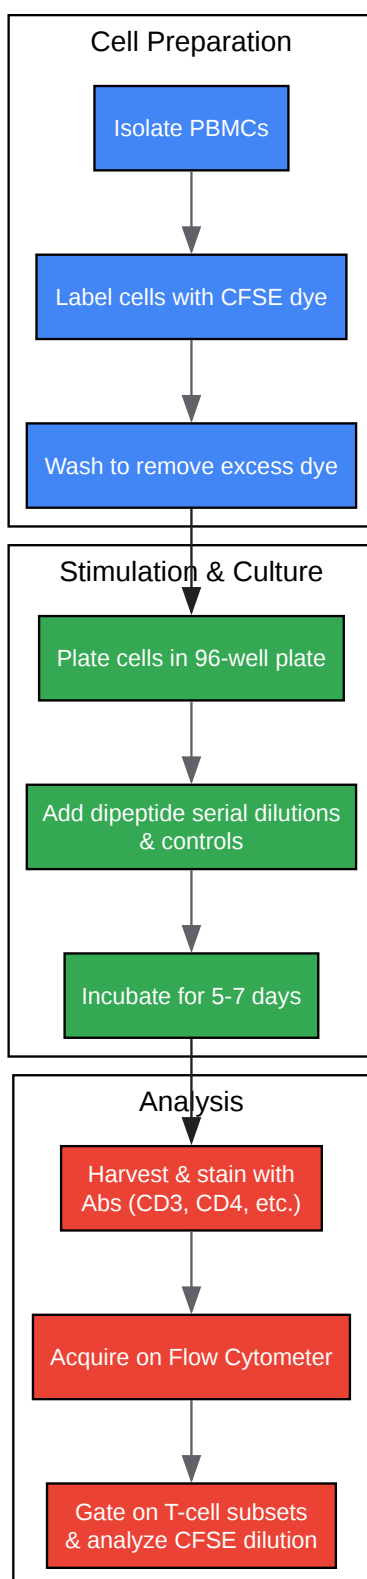 Cell Preparation
Isolate PBMCs
Label cells with CFSE dye
Wash to remove excess dye
Stimulation & Culture
Plate cells in 96-well plate
Add dipeptide serial dilutions
& controls
Incubate for 5-7 days
Analysis
Harvest & stain with
Abs (CD3, CD4, etc.)
Acquire on Flow Cytometer
Gate on T-cell subsets
& analyze CFSE dilution